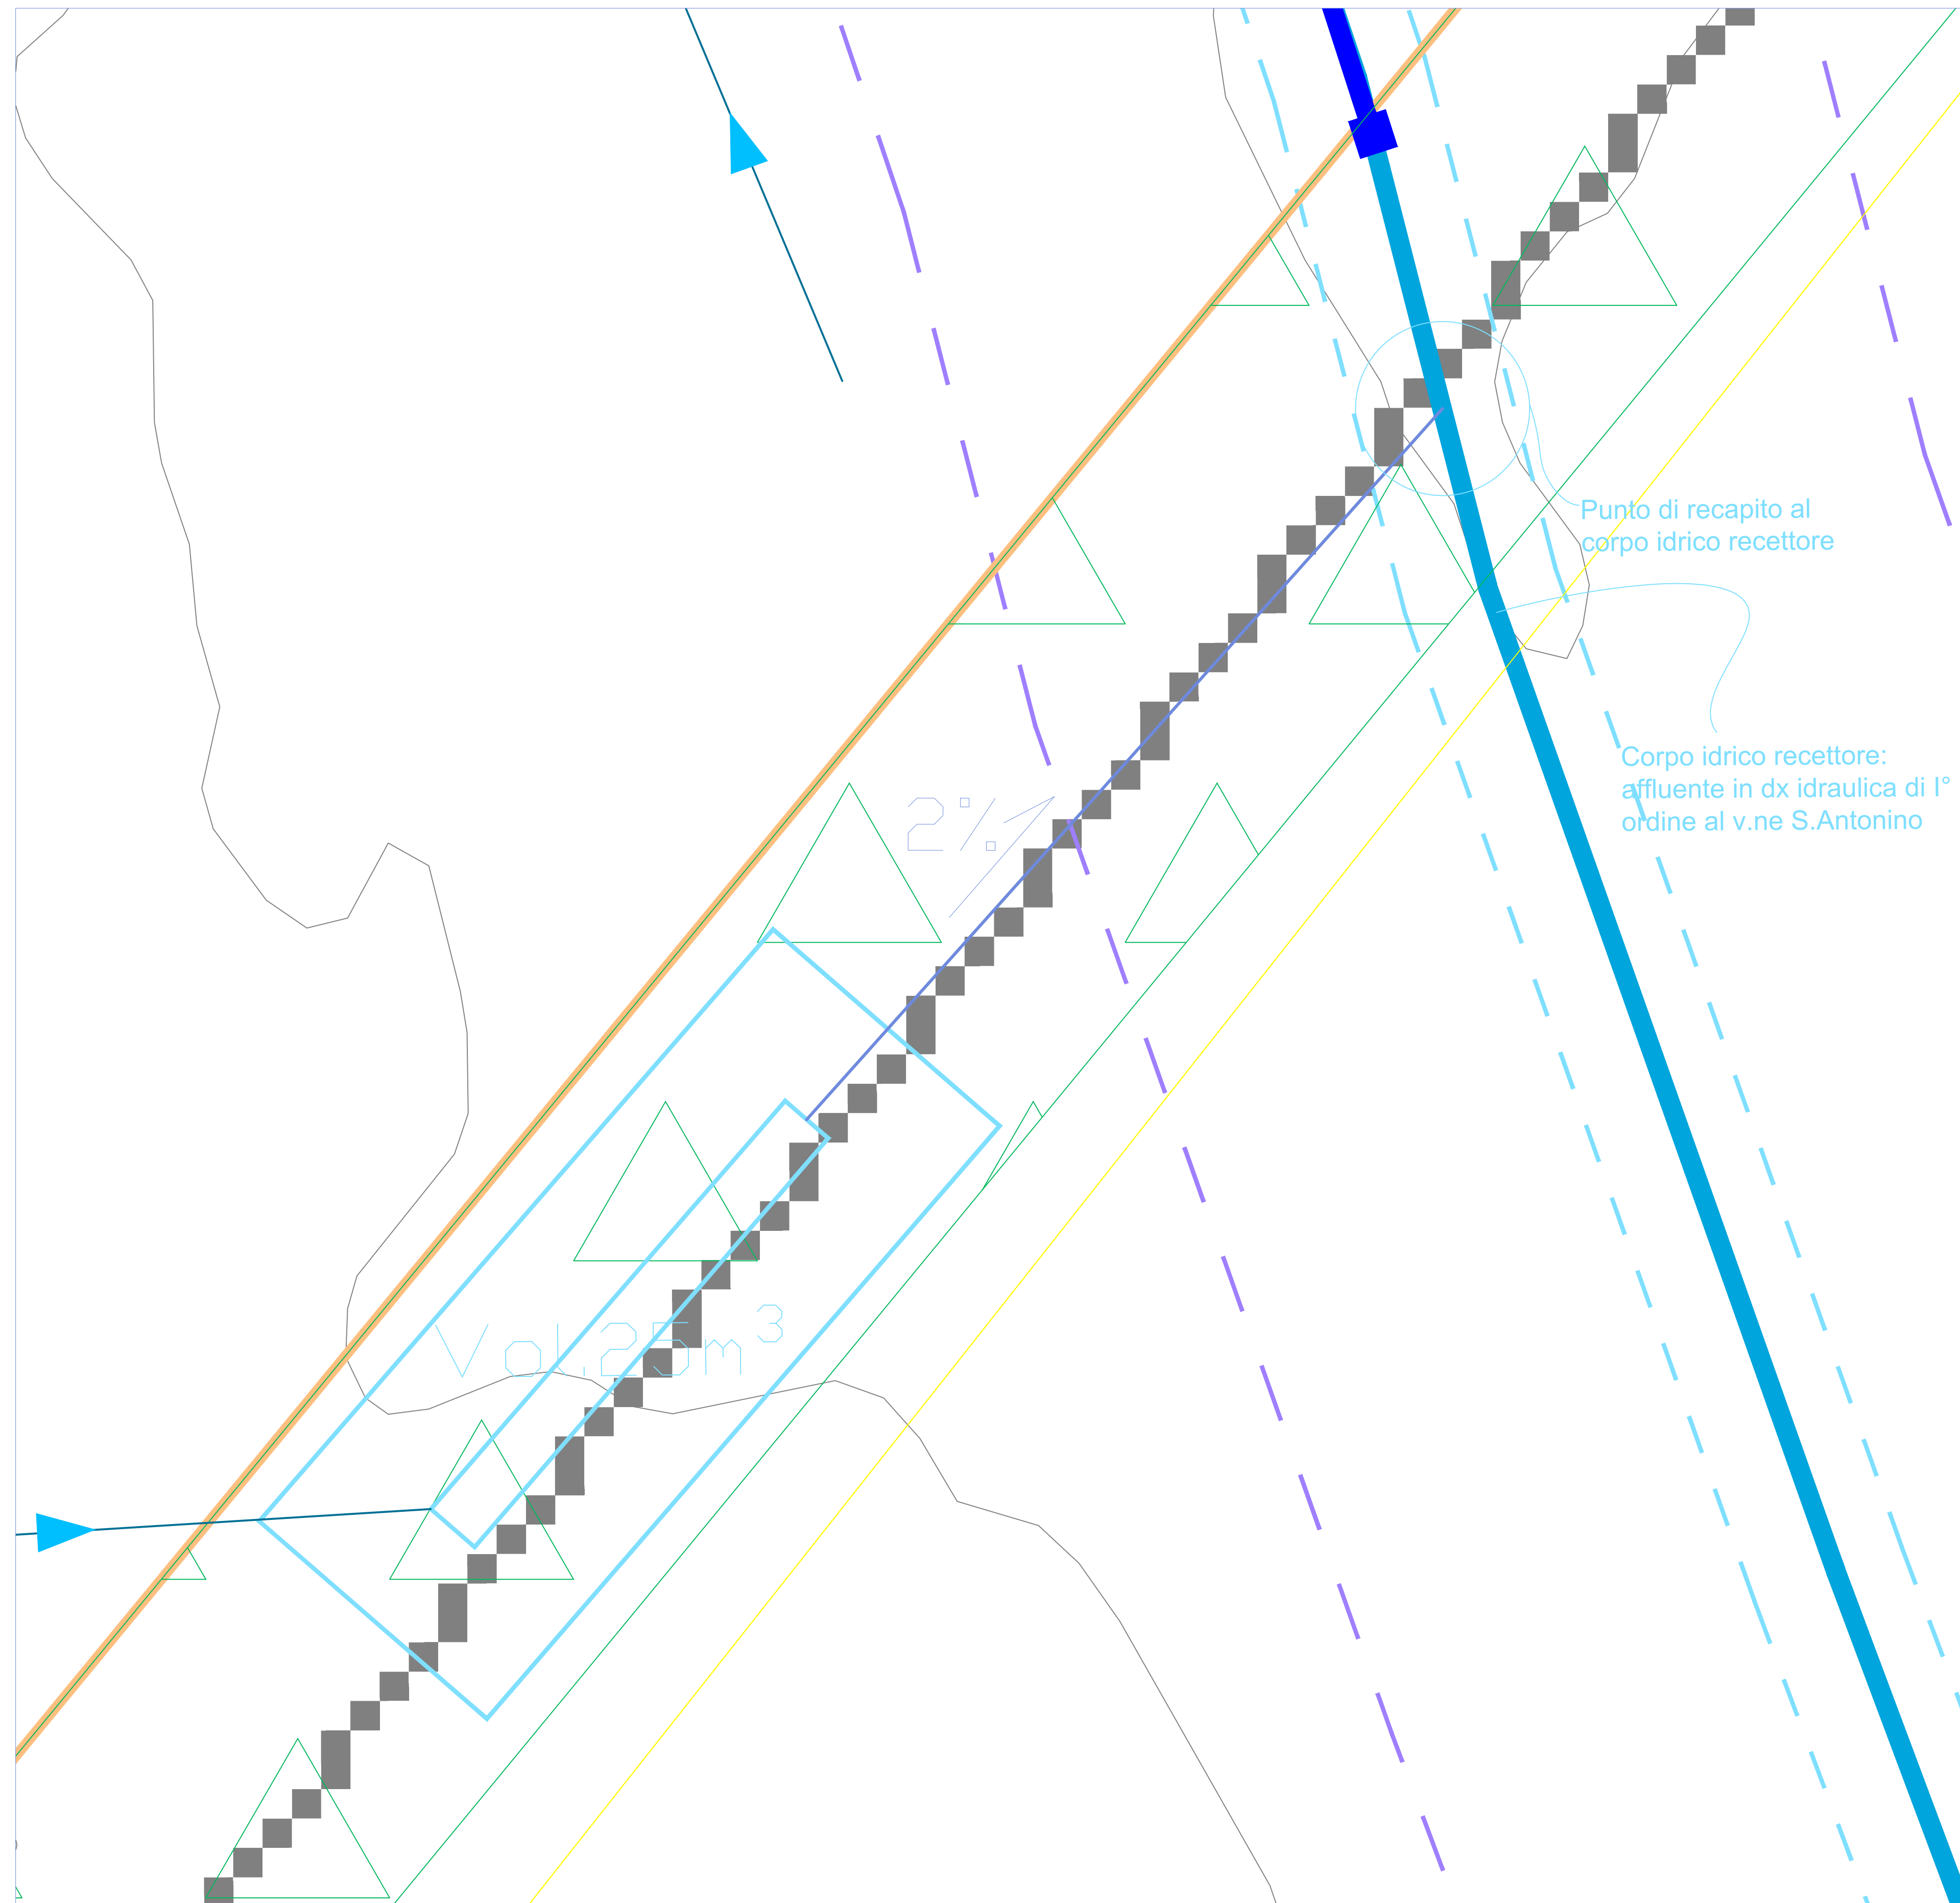 Punto di recapito al
corpo idrico recettore
Corpo idrico recettore:
affluente in dx idraulica di I°
ordine al v.ne S.Antonino
2%
Vol.25m³